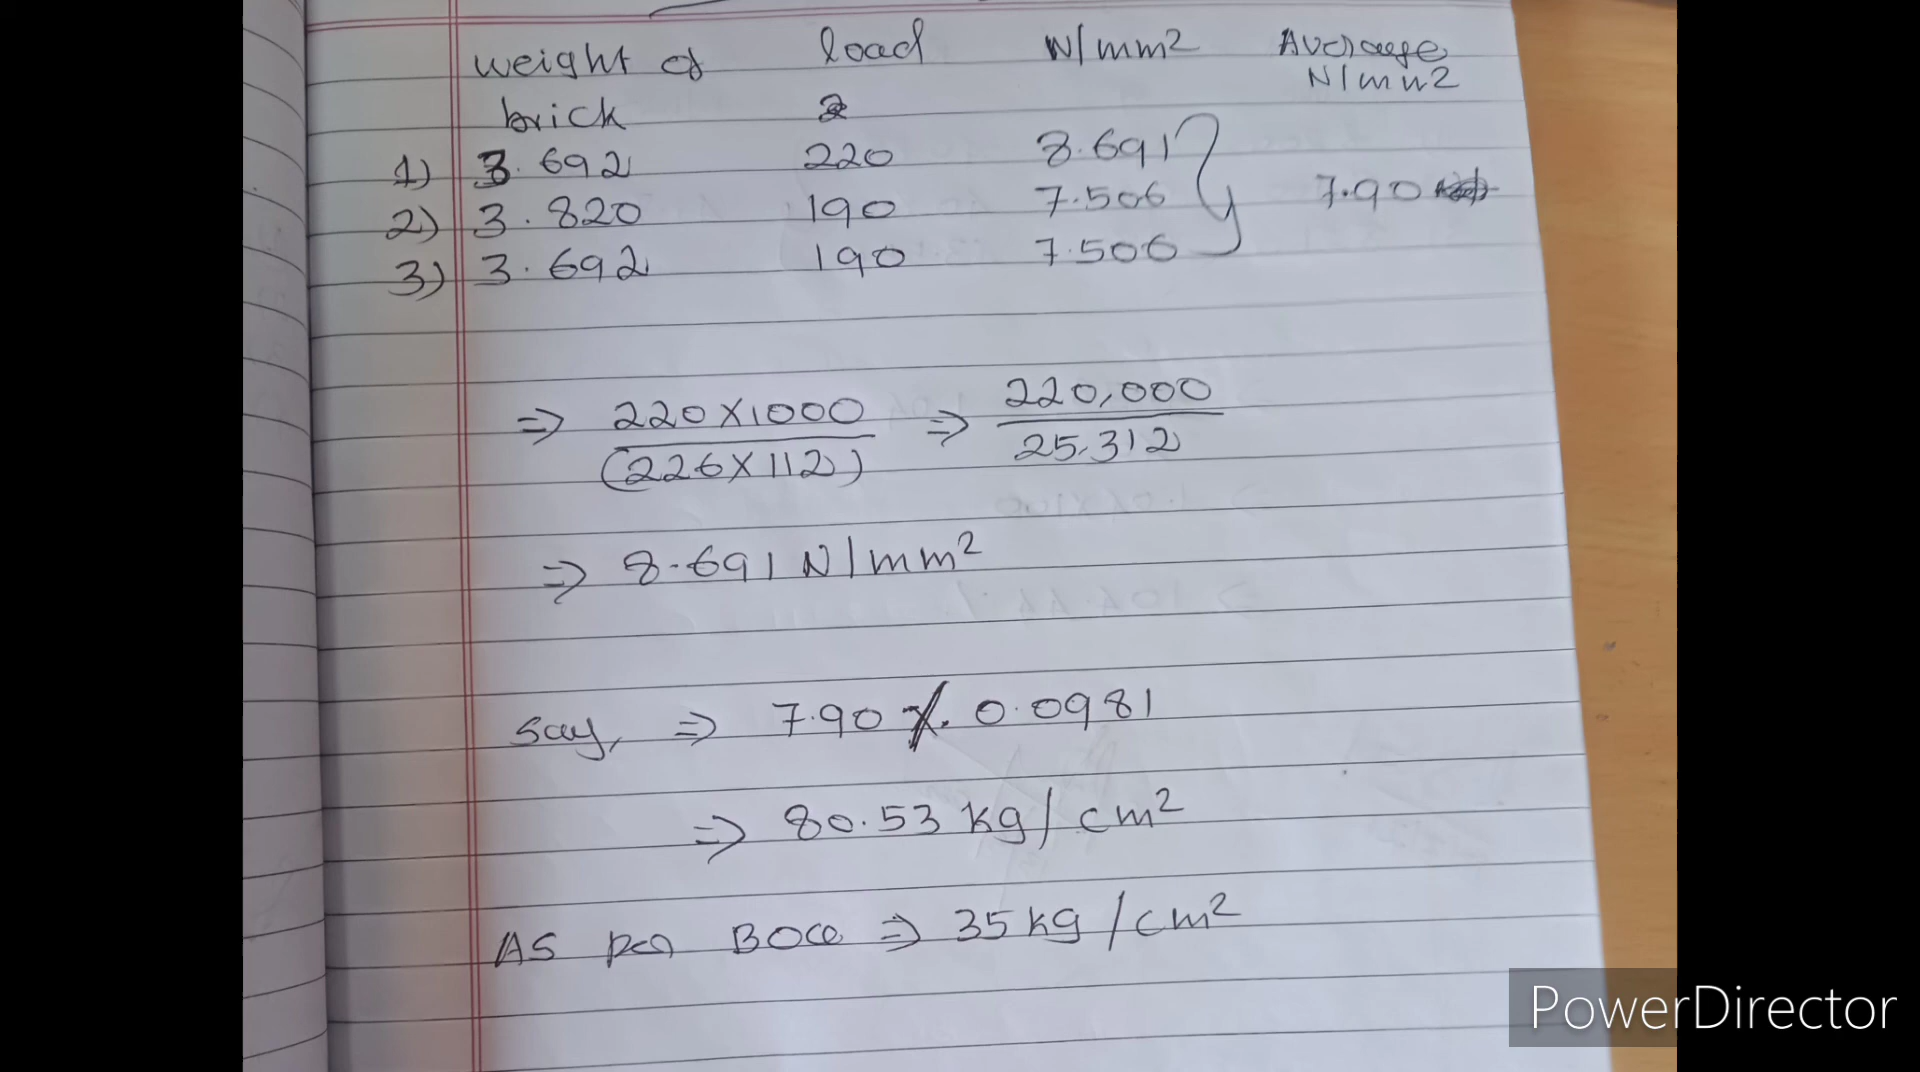 weight of load N/mm2 Average
N/mm2
brick
1) 3.692 220 8.691
2) 3.820 190 7.506 7.90
3) 3.692 190 7.506
⇒ 220X1000 ⇒ 220,000
(226X112) 25,312
⇒ 8.691 N/mm²
say, ⇒ 7.90 / 0.0981
⇒ 80.53 kg/cm²
AS per ⇒ 35 kg/cm²
PowerDirector